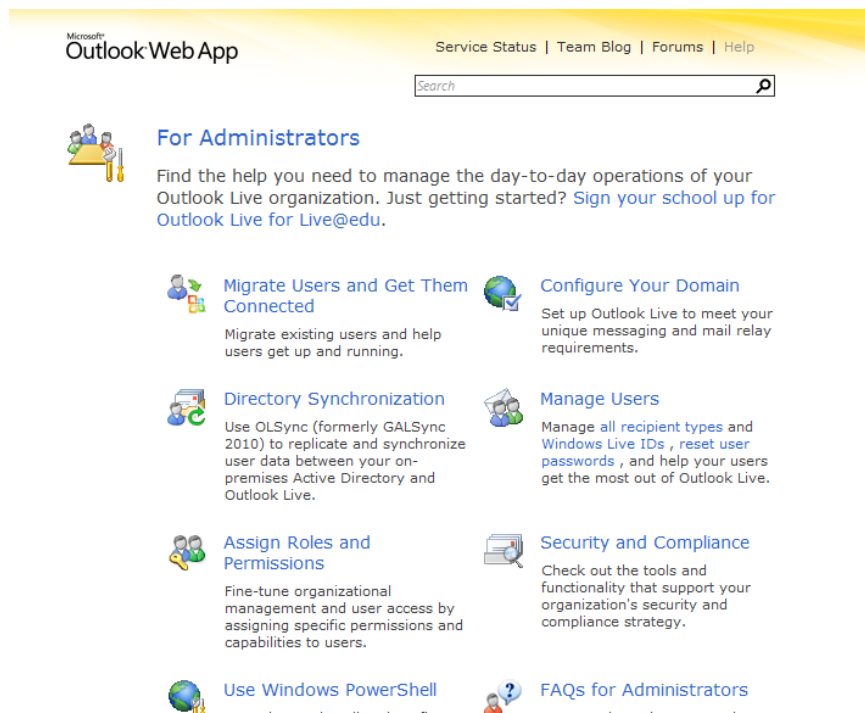 Microsoft®
Outlook Web App
Service Status | Team Blog | Forums | Help
Search
For Administrators
Find the help you need to manage the day-to-day operations of your
Outlook Live organization. Just getting started? Sign your school up for
Outlook Live for Live@edu.
Migrate Users and Get Them
Connected
Migrate existing users and help
users get up and running.
Configure Your Domain
Set up Outlook Live to meet your
unique messaging and mail relay
requirements.
Directory Synchronization
Use OLSync (formerly GALSync
2010) to replicate and synchronize
user data between your on-
premises Active Directory and
Outlook Live.
Manage Users
Manage all recipient types and
Windows Live IDs , reset user
passwords , and help your users
get the most out of Outlook Live.
Assign Roles and
Permissions
Fine-tune organizational
management and user access by
assigning specific permissions and
capabilities to users.
Security and Compliance
Check out the tools and
functionality that support your
organization's security and
compliance strategy.
Use Windows PowerShell
FAQs for Administrators